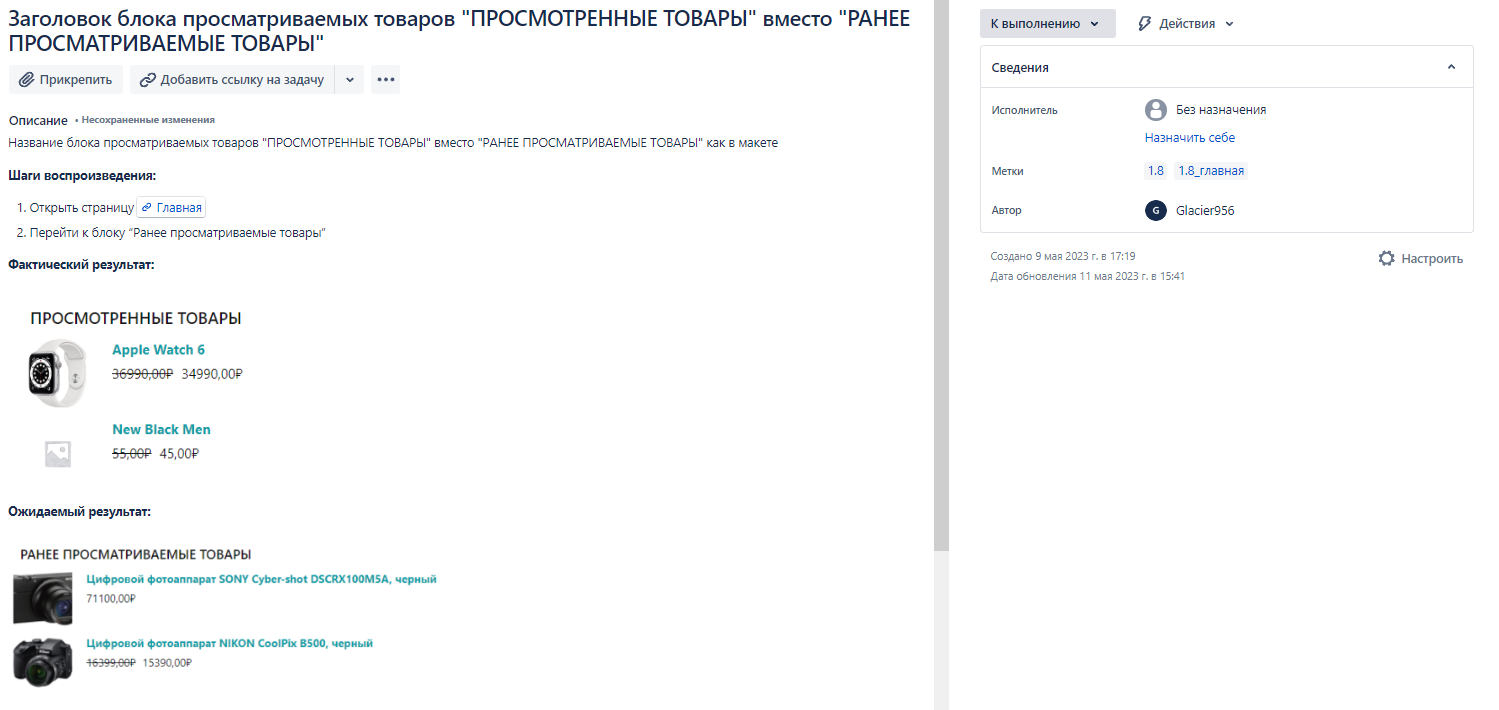 Заголовок блока просматриваемых товаров "ПРОСМОТРЕННЫЕ ТОВАРЫ" вместо "РАНЕЕ
ПРОСМАТРИВАЕМЫЕ ТОВАРЫ"
Прикрепить
Добавить ссылку на задачу
Описание • Несохраненные изменения
Название блока просматриваемых товаров "ПРОСМОТРЕННЫЕ ТОВАРЫ" вместо "РАНЕЕ ПРОСМАТРИВАЕМЫЕ ТОВАРЫ" как в макете
Шаги воспроизведения:
1. Открыть страницу Главная
2. Перейти к блоку “Ранее просматриваемые товары”
Фактический результат:
ПРОСМОТРЕННЫЕ ТОВАРЫ
Apple Watch 6
36990,00₽ 34990,00₽
New Black Men
55,00₽ 45,00₽
Ожидаемый результат:
РАНЕЕ ПРОСМАТРИВАЕМЫЕ ТОВАРЫ
Цифровой фотоаппарат SONY Cyber-shot DSCRX100M5A, черный
71100,00₽
Цифровой фотоаппарат NIKON CoolPix B500, черный
16399,00₽ 15390,00₽
К выполнению
Действия
Сведения
Исполнитель
Без назначения
Назначить себе
Метки
1.8 1.8_главная
Автор
G Glacier956
Создано 9 мая 2023 г. в 17:19
Дата обновления 11 мая 2023 г. в 15:41
Настроить